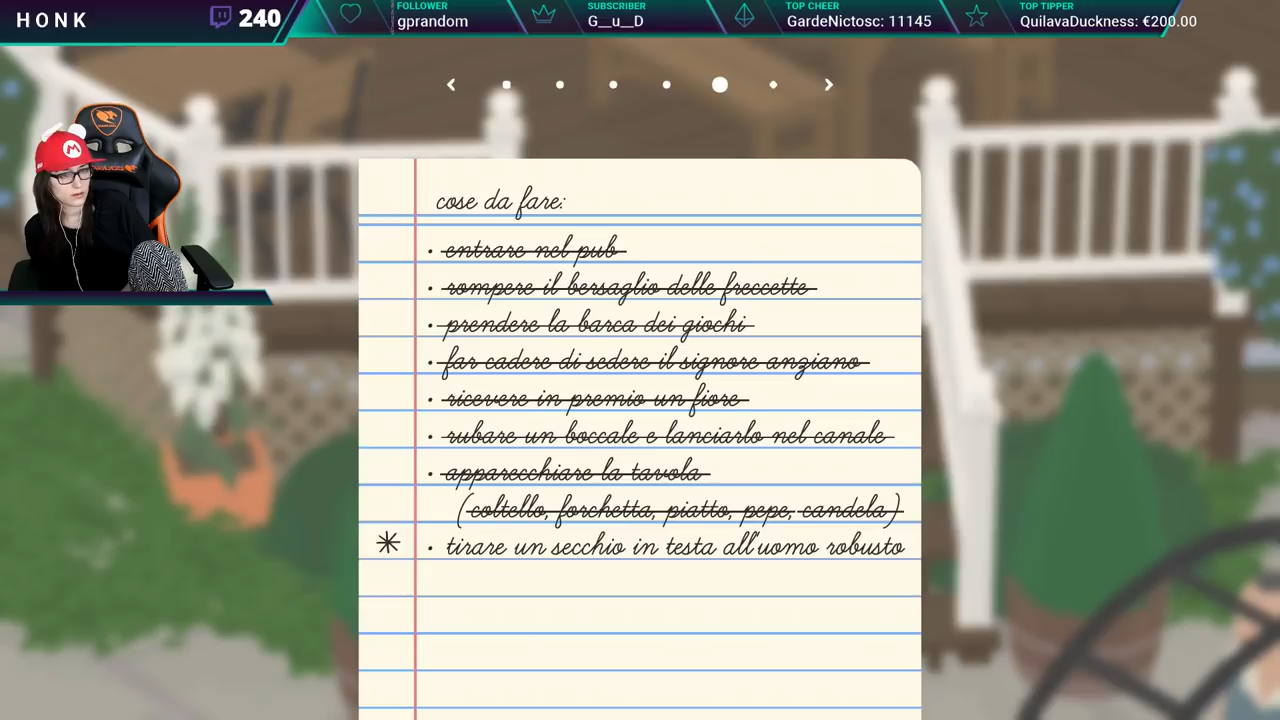 HONK
240
FOLLOWER
gprandom
SUBSCRIBER
G__u__D
TOP CHEER
GardeNictosc: 11145
TOP TIPPER
QuilavaDuckness: €200.00
cose da fare:
• entrare nel pub
• rompere il bersaglio delle freccette
• prendere la barca dei giochi
• far cadere di sedere il signore anziano
• ricevere in premio un fiore
• rubare un boccale e lanciarlo nel canale
• apparecchiare la tavola
(coltello, forchetta, piatto, pepe, candela)
• tirare un secchio in testa all'uomo robusto